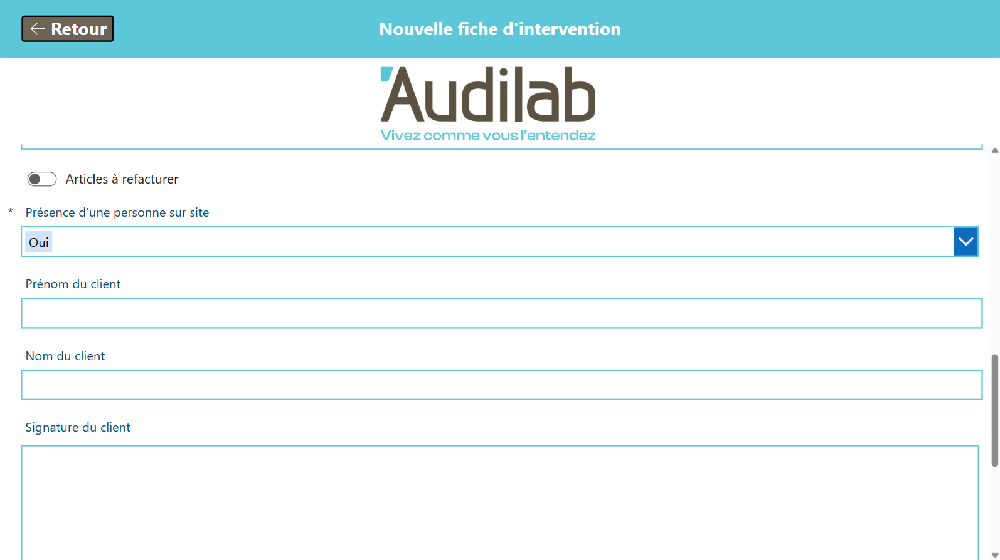 Retour
Nouvelle fiche d'intervention
Audilab
Vivez comme vous l'entendez
Articles à refacturer
* Présence d'une personne sur site
Oui
Prénom du client
Nom du client
Signature du client